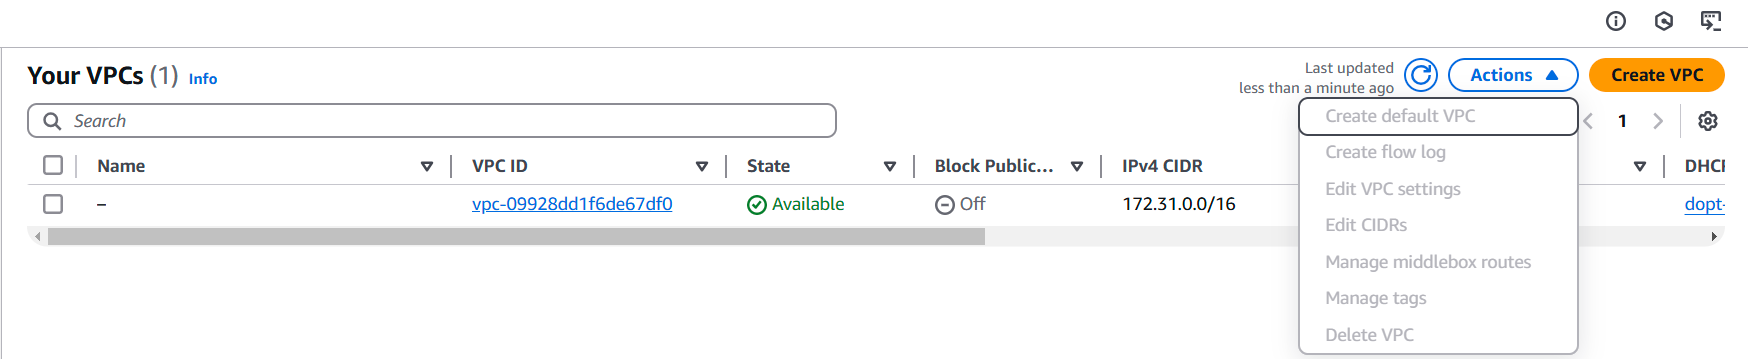 Your VPCs (1) Info
Last updated
less than a minute ago
Actions
Create VPC
Search
1
Name
VPC ID
State
Block Public...
IPv4 CIDR
DHCP
–
vpc-09928dd1f6de67df0
Available
Off
172.31.0.0/16
dopt-
Create default VPC
Create flow log
Edit VPC settings
Edit CIDRs
Manage middlebox routes
Manage tags
Delete VPC